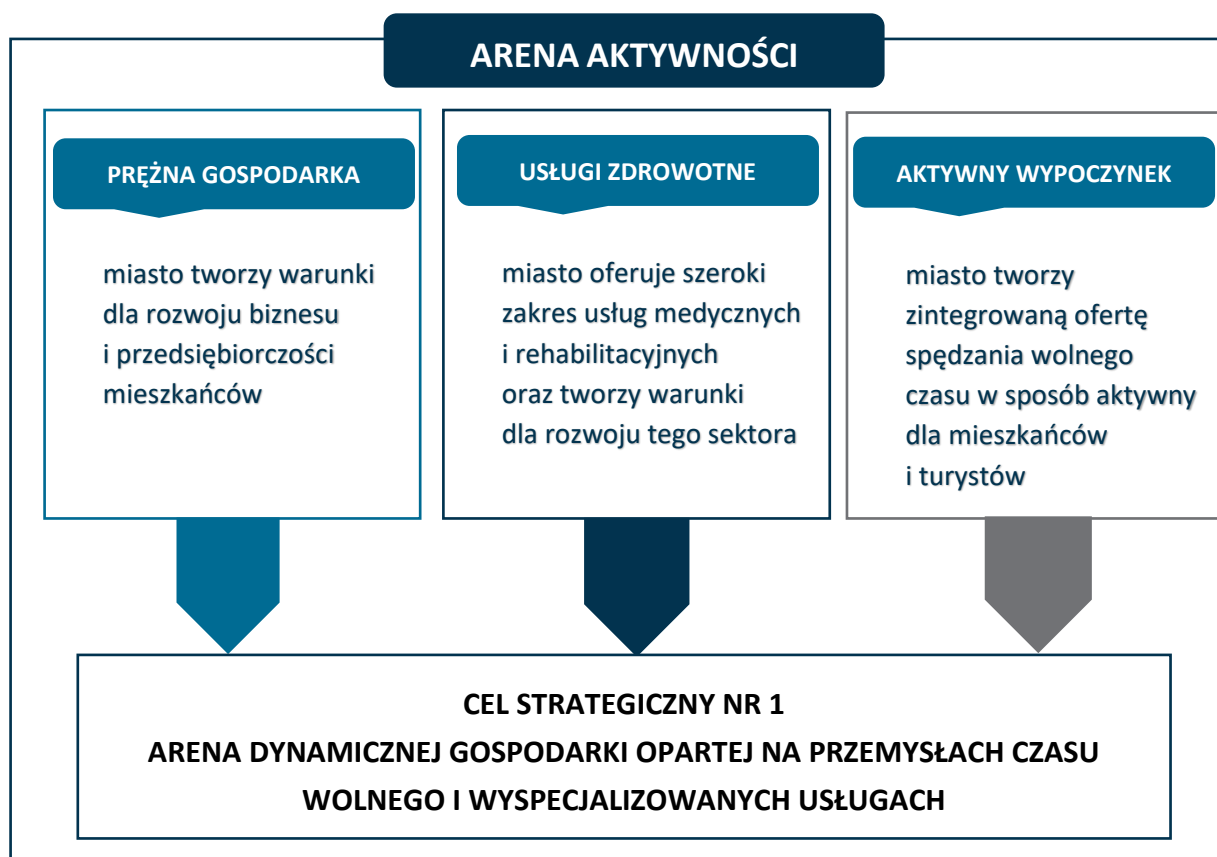 ARENA AKTYWNOŚCI
PRĘŻNA GOSPODARKA
miasto tworzy warunki
dla rozwoju biznesu
i przedsiębiorczości
mieszkańców
USŁUGI ZDROWOTNE
miasto oferuje szeroki
zakres usług medycznych
i rehabilitacyjnych
oraz tworzy warunki
dla rozwoju tego sektora
AKTYWNY WYPOCZYNEK
miasto tworzy
zintegrowaną ofertę
spędzania wolnego
czasu w sposób aktywny
dla mieszkańców
i turystów
CEL STRATEGICZNY NR 1
ARENA DYNAMICZNEJ GOSPODARKI OPARTEJ NA PRZEMYSŁACH CZASU
WOLNEGO I WYSPECJALIZOWANYCH USŁUGACH